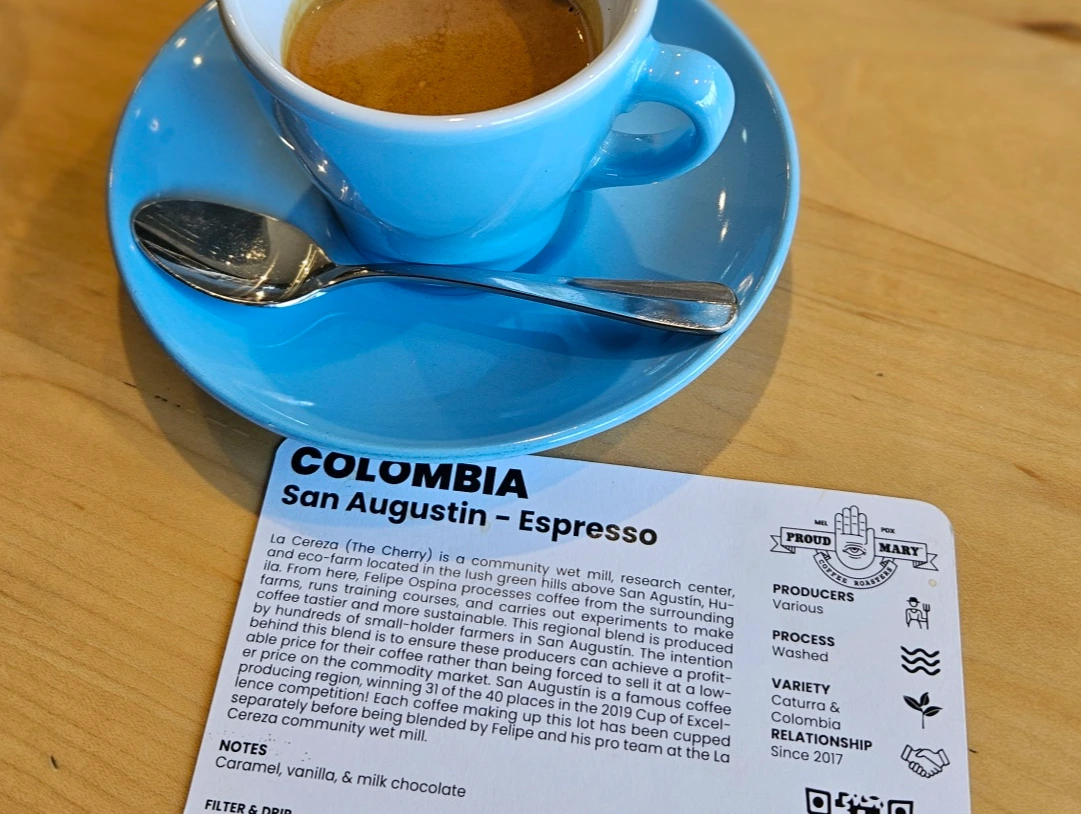 COLOMBIA
San Augustin - Espresso
La Cereza (The Cherry) is a community wet mill, research center,
and eco-farm located in the lush green hills above San Agustín, Hu-
ila. From here, Felipe Ospina processes coffee from the surrounding
farms, runs training courses, and carries out experiments to make
coffee tastier and more sustainable. This regional blend is produced
by hundreds of small-holder farmers in San Agustín. The intention
behind this blend is to ensure these producers can achieve a profit-
able price for their coffee rather than being forced to sell it at a low-
er price on the commodity market. San Agustín is a famous coffee
producing region, winning 31 of the 40 places in the 2019 Cup of Excel-
lence competition! Each coffee making up this lot has been cupped
separately before being blended by Felipe and his pro team at the La
Cereza community wet mill.
NOTES
Caramel, vanilla, & milk chocolate
FILTER & DRIP
MEL PDX
PROUD MARY
COFFEE ROASTERS
PRODUCERS
Various
PROCESS
Washed
VARIETY
Caturra &
Colombia
RELATIONSHIP
Since 2017